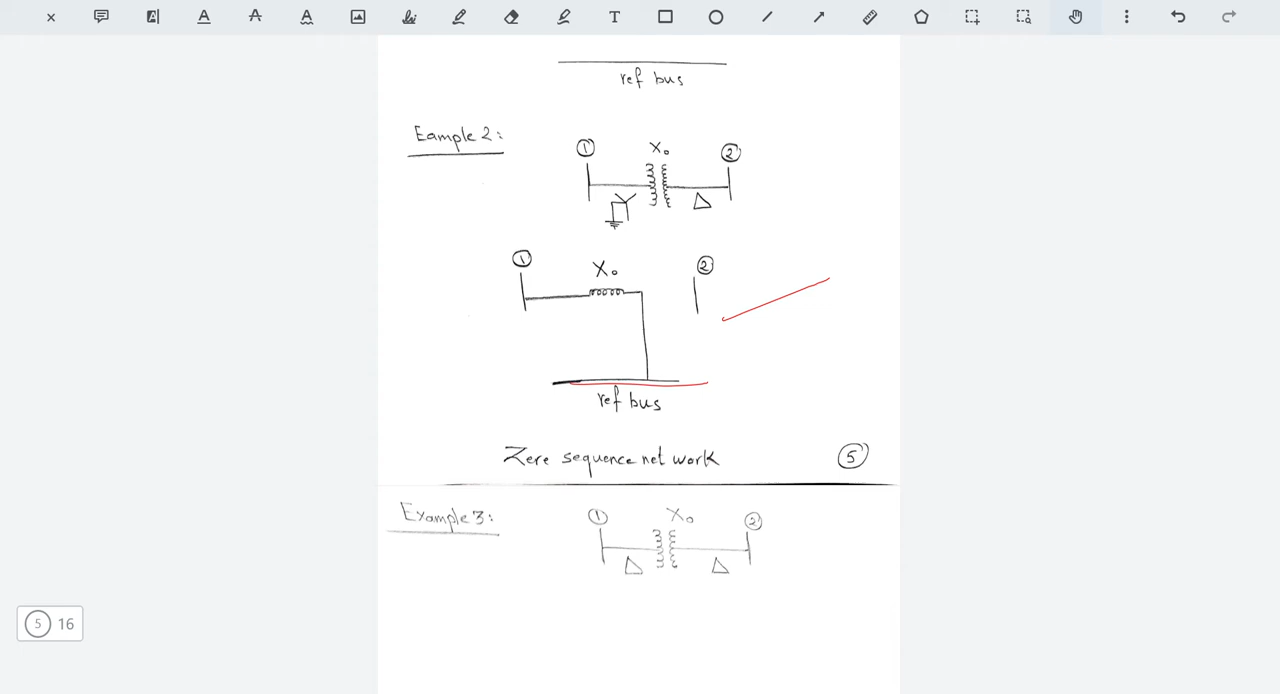 ref bus
Eample 2:
① X₀ ②
① X₀ ②
ref bus
Zere sequence net work ⑤
Example 3:
① X₀ ②
5 16